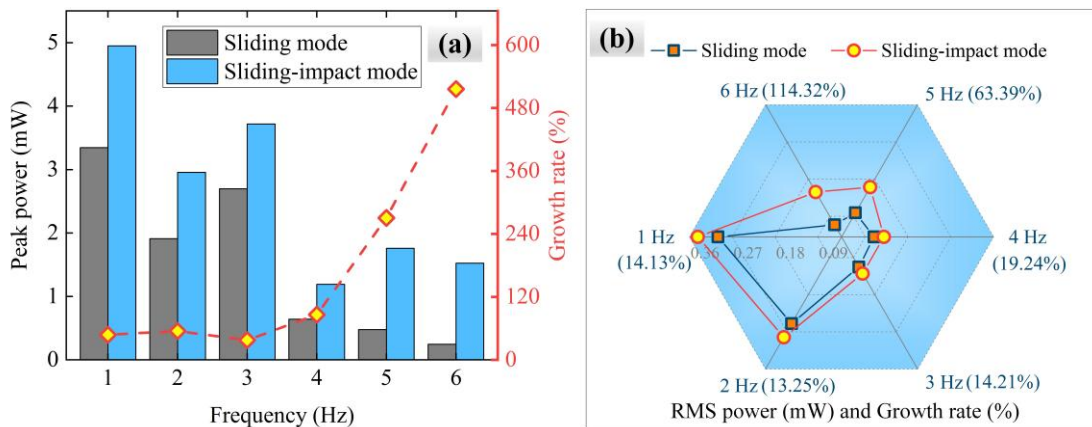 (a)
Sliding mode
Sliding-impact mode
Peak power (mW)
5
4
3
2
1
0
600
480
360
240
120
0
Growth rate (%)
1 2 3 4 5 6
Frequency (Hz)
(b)
Sliding mode Sliding-impact mode
6 Hz (114.32%) 5 Hz (63.39%)
1 Hz
(14.13%)
0.36 0.27 0.18 0.09
4 Hz
(19.24%)
2 Hz (13.25%) 3 Hz (14.21%)
RMS power (mW) and Growth rate (%)